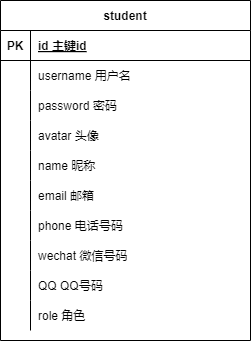 student
PK id 主键id
username 用户名
password 密码
avatar 头像
name 昵称
email 邮箱
phone 电话号码
wechat 微信号码
QQ QQ号码
role 角色